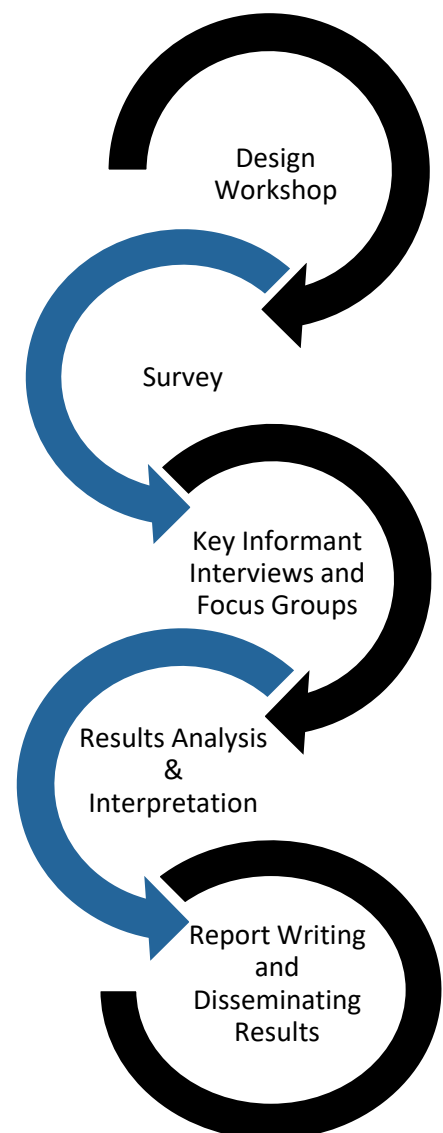 Design
Workshop
Survey
Key Informant
Interviews and
Focus Groups
Results Analysis
&
Interpretation
Report Writing
and
Disseminating
Results